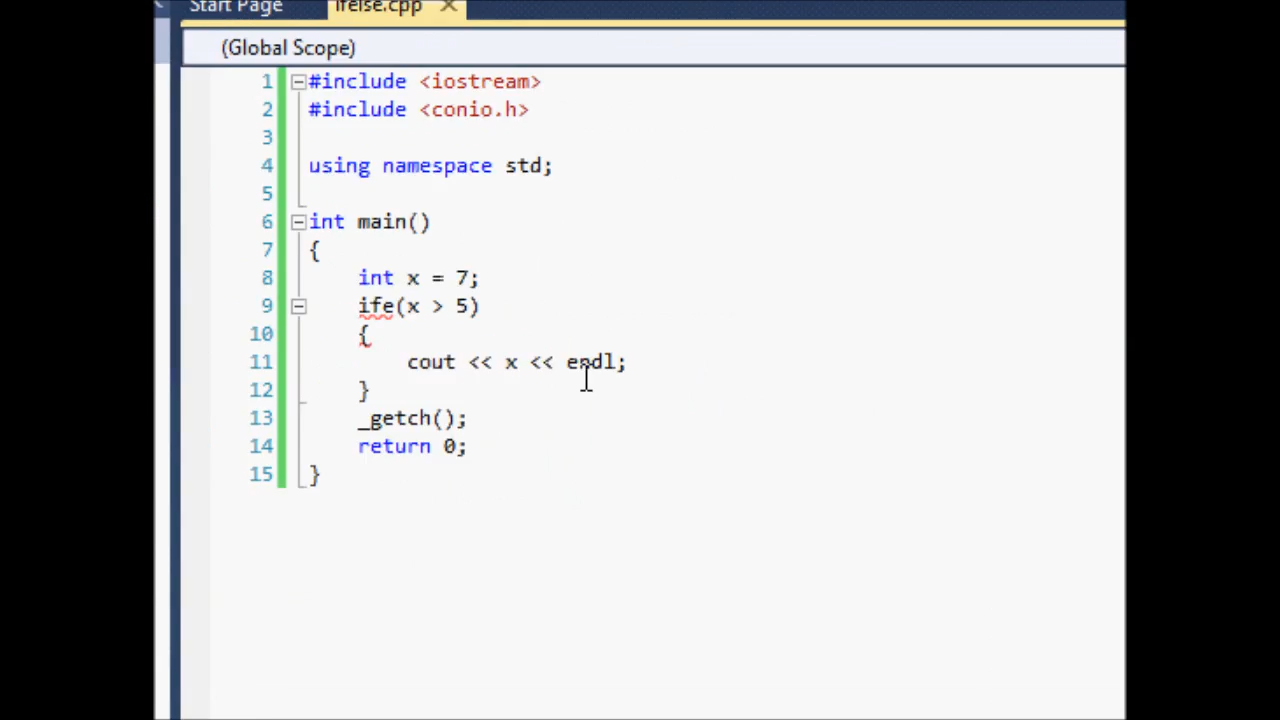 Start Page ifelse.cpp
(Global Scope)
1 #include <iostream>
2 #include <conio.h>
3
4 using namespace std;
5
6 int main()
7 {
8 int x = 7;
9 ife(x > 5)
10 {
11 cout << x << endl;
12 }
13 _getch();
14 return 0;
15 }